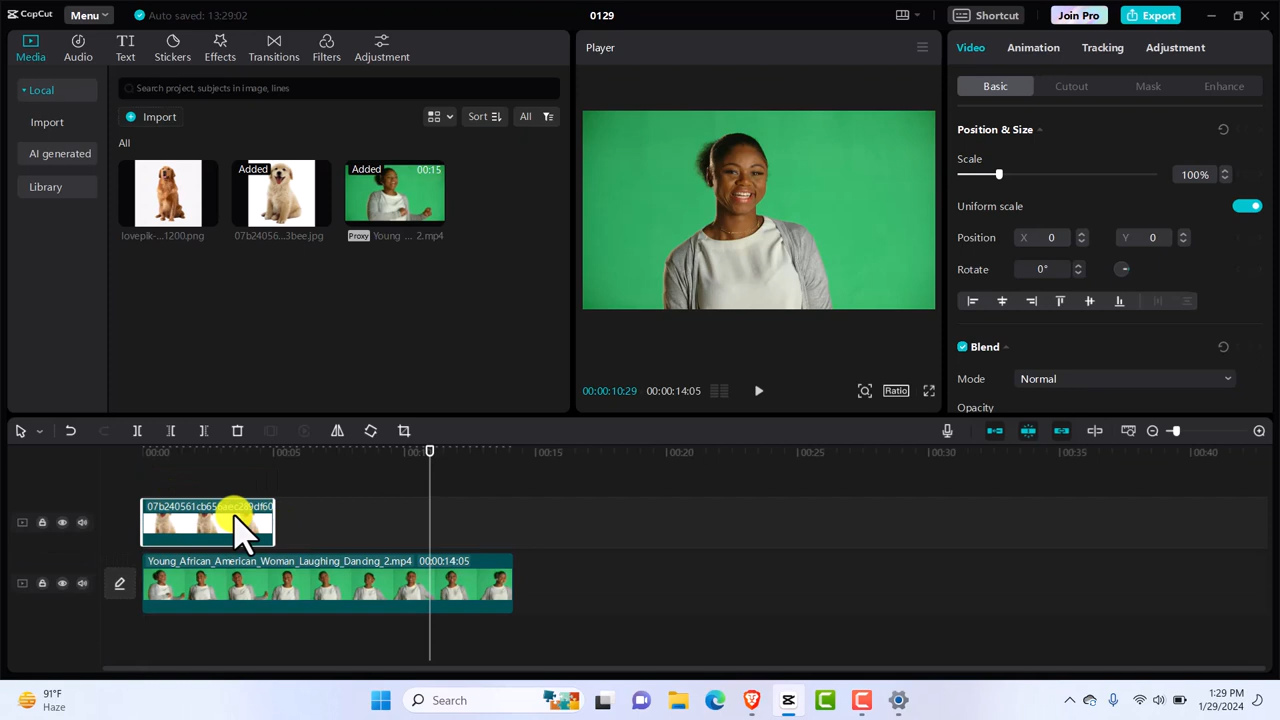 CapCut
Menu
Auto saved: 13:29:02
0129
Shortcut
Join Pro
Export
Media
Audio
Text
Stickers
Effects
Transitions
Filters
Adjustment
Local
Import
AI generated
Library
Search project, subjects in image, lines
Import
Sort
All
All
Added
Added
00:15
lovepik-...1200.png
07b24056...3bee.jpg
Proxy
Young ... 2.mp4
Player
00:00:10:29
00:00:14:05
Ratio
Video
Animation
Tracking
Adjustment
Basic
Cutout
Mask
Enhance
Position & Size
Scale
100%
Uniform scale
Position
X 0
Y 0
Rotate
0°
Blend
Mode
Normal
Opacity
00:00
00:05
00:15
00:20
00:25
00:30
00:35
00:40
Young_African_American_Woman_Laughing_Dancing_2.mp4 00:00:14:05
91°F
Haze
Search
1:29 PM
1/29/2024